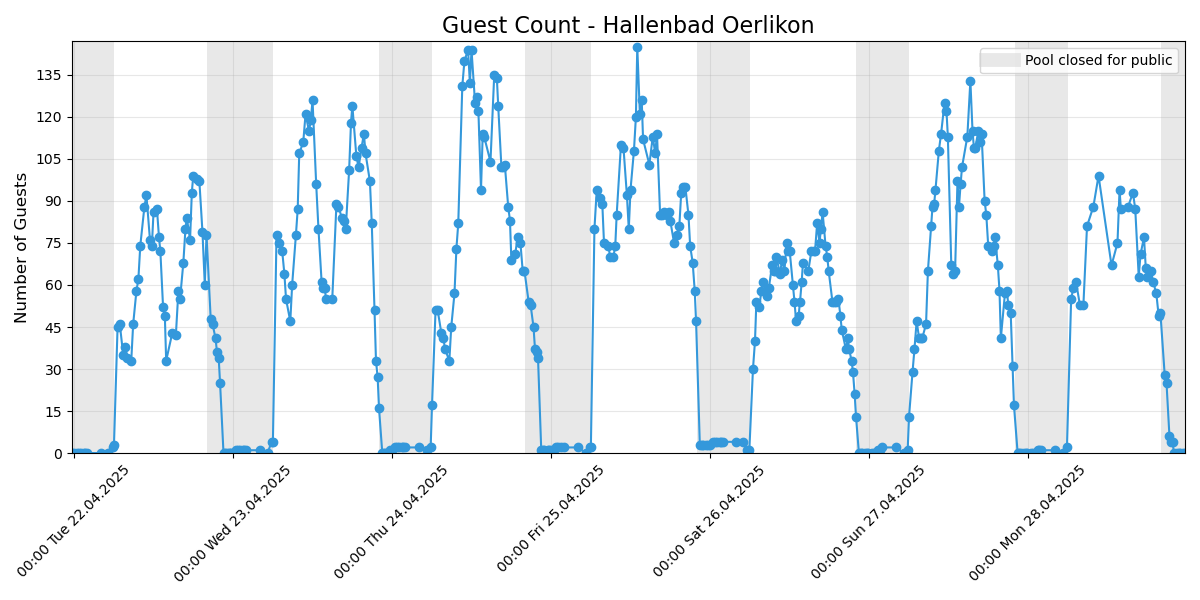 Guest Count - Hallenbad Oerlikon
Pool closed for public
Number of Guests
135
120
105
90
75
60
45
30
15
0
00:00 Tue 22.04.2025
00:00 Wed 23.04.2025
00:00 Thu 24.04.2025
00:00 Fri 25.04.2025
00:00 Sat 26.04.2025
00:00 Sun 27.04.2025
00:00 Mon 28.04.2025